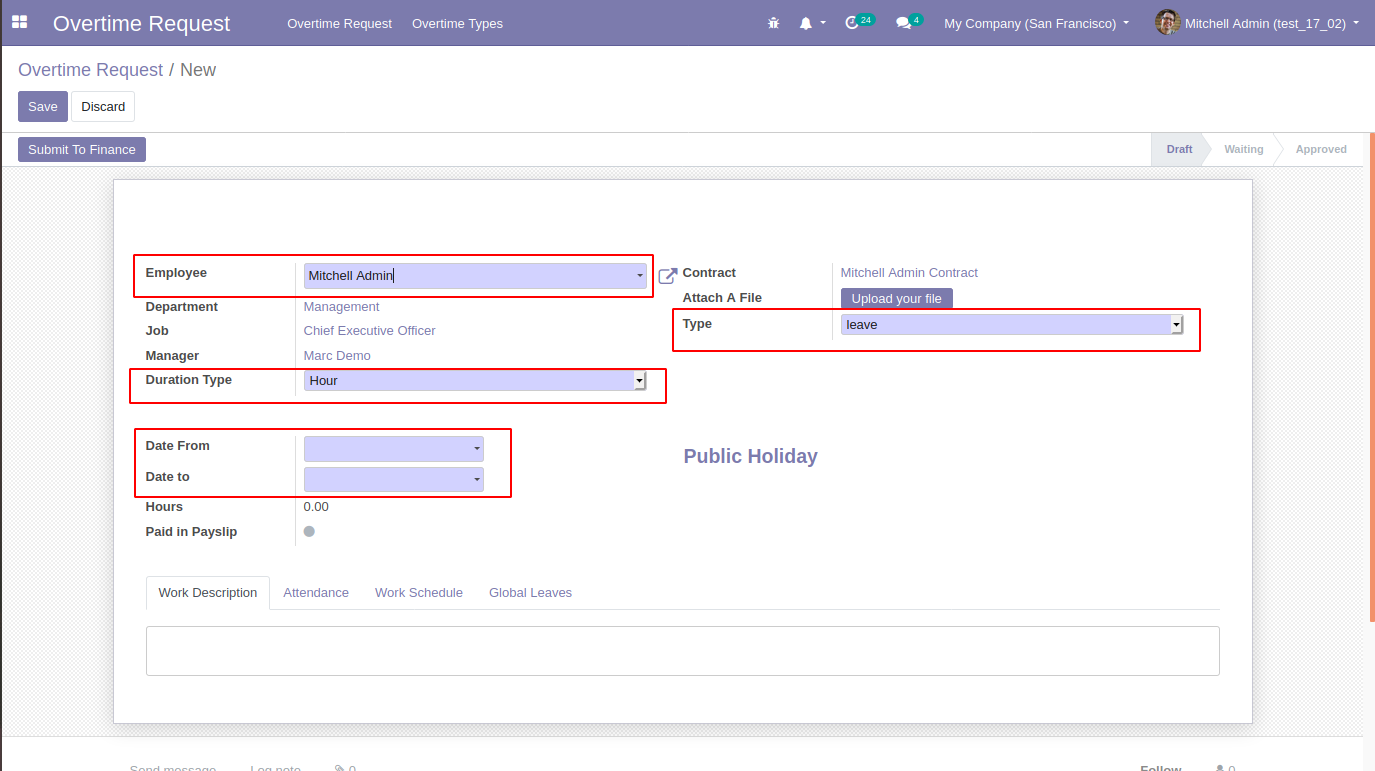 Overtime Request Overtime Request Overtime Types 24 4 My Company (San Francisco) Mitchell Admin (test_17_02)
Overtime Request / New
Save Discard
Submit To Finance Draft Waiting Approved
Employee Mitchell Admin Contract Mitchell Admin Contract
Department Management Attach A File Upload your file
Job Chief Executive Officer Type leave
Manager Marc Demo
Duration Type Hour
Date From Public Holiday
Date to
Hours 0.00
Paid in Payslip
Work Description Attendance Work Schedule Global Leaves
Send message Log note 0 Follow 0